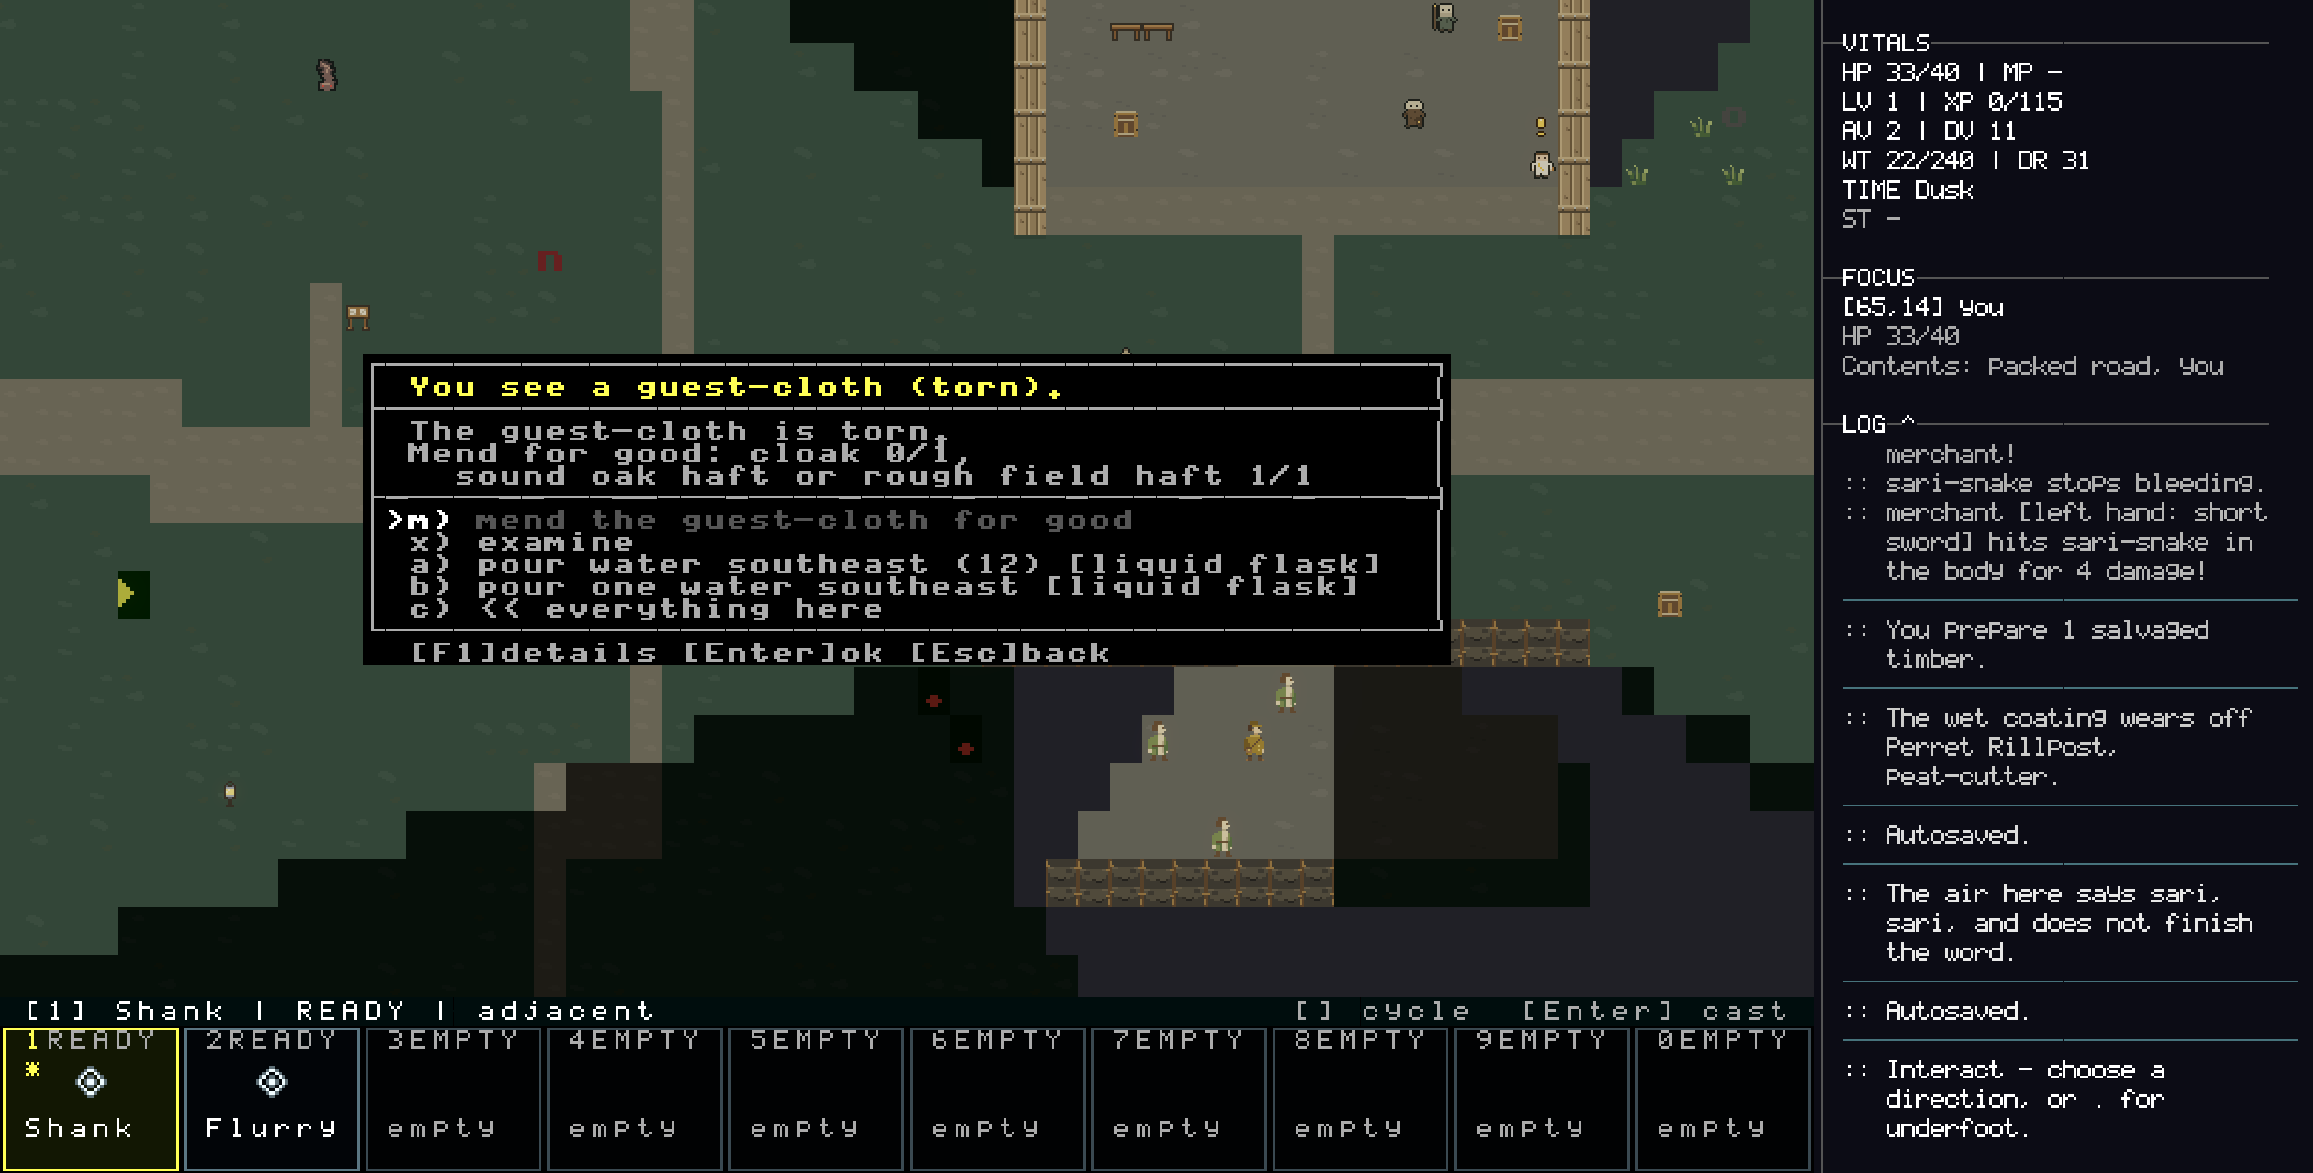 You see a guest-cloth (torn).
The guest-cloth is torn.
Mend for good: cloak 0/1,
sound oak haft or rough field haft 1/1
>m) mend the guest-cloth for good
x) examine
a) pour water southeast (12) [liquid flask]
b) pour one water southeast [liquid flask]
c) << everything here
[F1]details [Enter]ok [Esc]back
[1] Shank | READY | adjacent
[] cycle [Enter] cast
1READY 2READY 3EMPTY 4EMPTY 5EMPTY 6EMPTY 7EMPTY 8EMPTY 9EMPTY 0EMPTY
Shank Flurry empty empty empty empty empty empty empty empty
VITALS
HP 33/40 | MP -
LV 1 | XP 0/115
AV 2 | DV 11
WT 22/240 | DR 31
TIME Dusk
ST -
FOCUS
[65,14] You
HP 33/40
Contents: Packed road, You
LOG ^
merchant!
:: sari-snake stops bleeding.
:: merchant [left hand: short
sword] hits sari-snake in
the body for 4 damage!
:: You prepare 1 salvaged
timber.
:: The wet coating wears off
Perret Rillpost,
Peat-cutter.
:: Autosaved.
:: The air here says sari,
sari, and does not finish
the word.
:: Autosaved.
:: Interact - choose a
direction, or . for
underfoot.